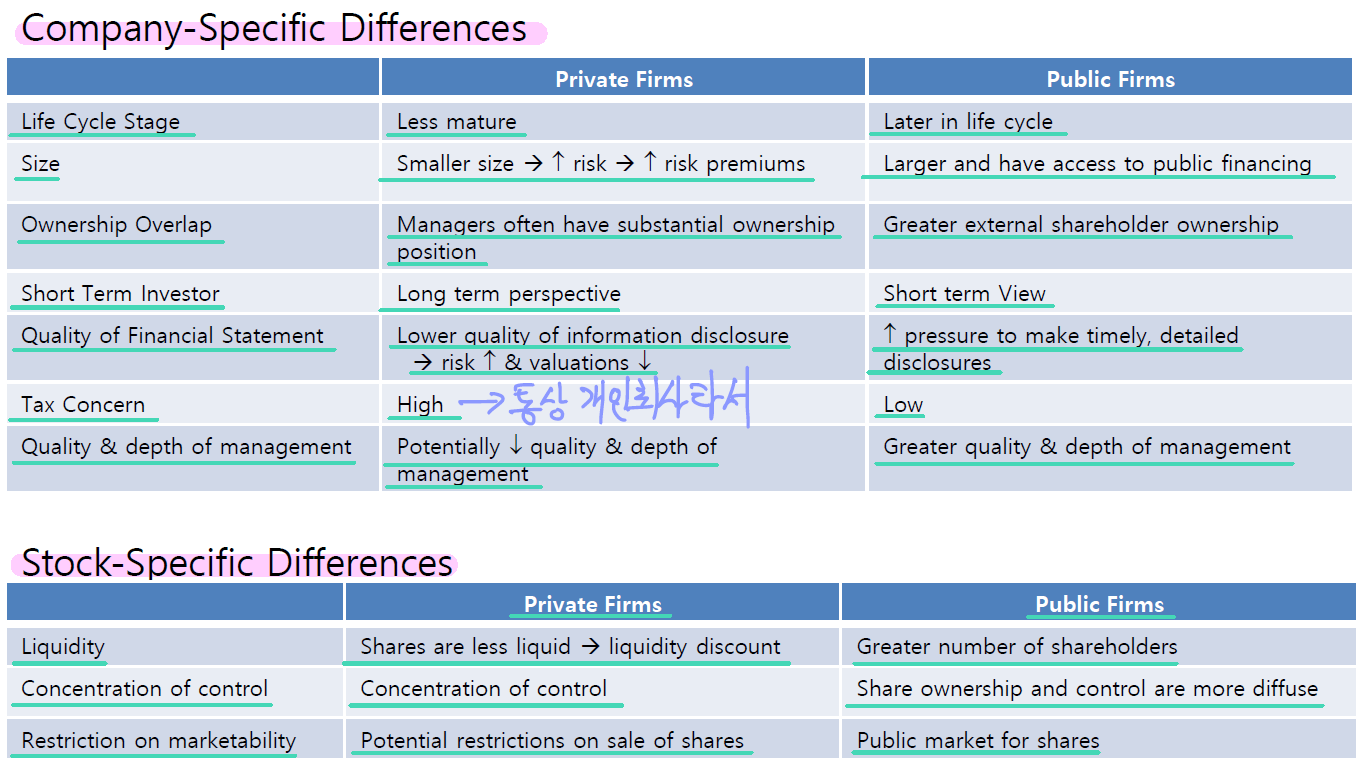 Company-Specific Differences
Private Firms Public Firms
Life Cycle Stage Less mature Later in life cycle
Size Smaller size → ↑ risk → ↑ risk premiums Larger and have access to public financing
Ownership Overlap Managers often have substantial ownership Greater external shareholder ownership
position
Short Term Investor Long term perspective Short term View
Quality of Financial Statement Lower quality of information disclosure ↑ pressure to make timely, detailed
→ risk ↑ & valuations ↓ disclosures
Tax Concern High → 통상 개인회사라서 Low
Quality & depth of management Potentially ↓ quality & depth of Greater quality & depth of management
management
Stock-Specific Differences
Private Firms Public Firms
Liquidity Shares are less liquid → liquidity discount Greater number of shareholders
Concentration of control Concentration of control Share ownership and control are more diffuse
Restriction on marketability Potential restrictions on sale of shares Public market for shares